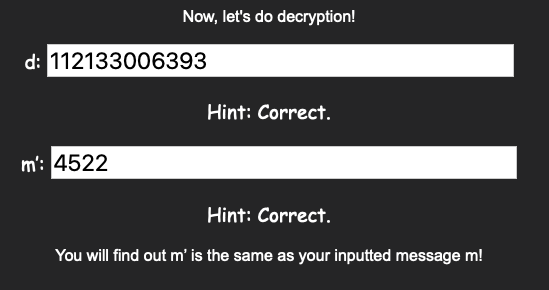 Now, let's do decryption!
d: 112133006393
Hint: Correct.
m’: 4522
Hint: Correct.
You will find out m’ is the same as your inputted message m!